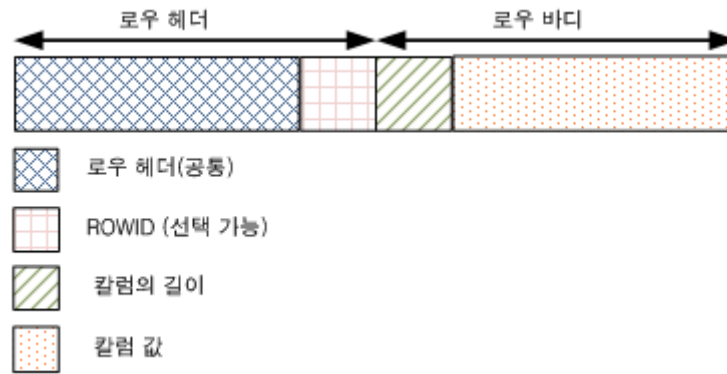 로우 헤더
로우 바디
로우 헤더(공통)
ROWID (선택 가능)
칼럼의 길이
칼럼 값